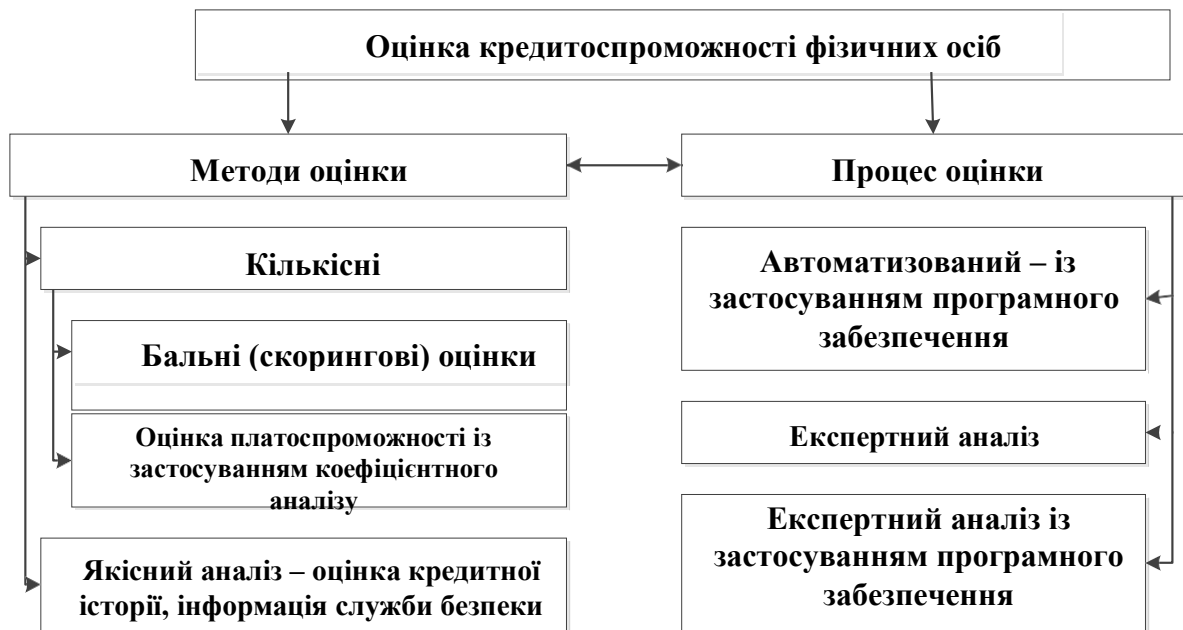 Оцінка кредитоспроможності фізичних осіб
Методи оцінки
Процес оцінки
Кількісні
Бальні (скорингові) оцінки
Оцінка платоспроможності із
застосуванням коефіцієнтного
аналізу
Якісний аналіз – оцінка кредитної
історії, інформація служби безпеки
Автоматизований – із
застосуванням програмного
забезпечення
Експертний аналіз
Експертний аналіз із
застосуванням програмного
забезпечення